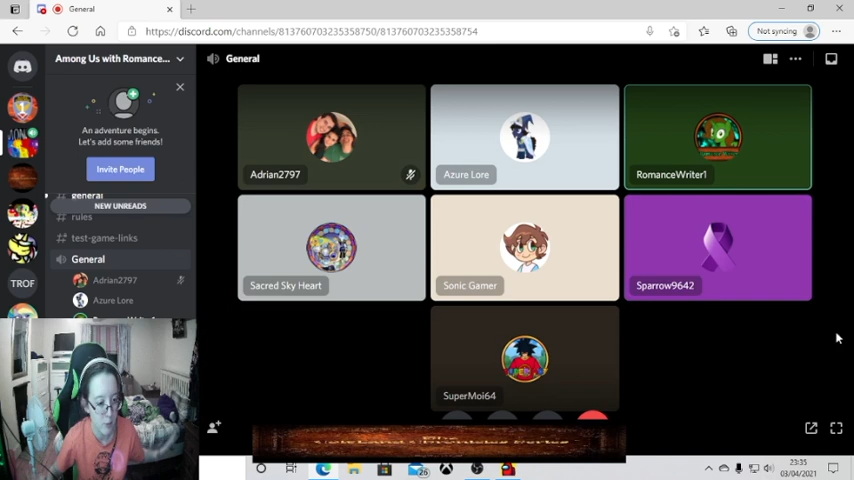 General
https://discord.com/channels/813760703235358750/813760703235358754
Not syncing
Among Us with Romance...
General
An adventure begins.
Let's add some friends!
Invite People
general
NEW UNREADS
rules
test-game-links
General
Adrian2797
Azure Lore
TROF
Adrian2797
Azure Lore
RomanceWriter1
Sacred Sky Heart
Sonic Gamer
Sparrow9642
SuperMoi64
26
23:35
03/04/2021